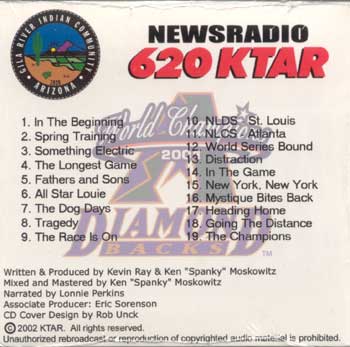 GILA RIVER INDIAN COMMUNITY
ARIZONA
NEWSRADIO
620 KTAR
World Champions
DIAMOND
BACKS
TM
1. In The Beginning
2. Spring Training
3. Something Electric
4. The Longest Game
5. Fathers and Sons
6. All Star Louie
7. The Dog Days
8. Tragedy
9. The Race Is On
10. NLDS St. Louis
11. NLCS Atlanta
12. World Series Bound
13. Distraction
14. In the Game
15. New York, New York
16. Mystique Bites Back
17. Heading Home
18. Going The Distance
19. The Champions
Written & Produced by Kevin Ray & Ken "Spanky" Moskowitz
Mixed and Mastered by Ken "Spanky" Moskowitz
Narrated by Lonnie Perkins
Associate Producer: Eric Sorenson
CD Cover Design by Rob Unck
© 2002 KTAR. All rights reserved.
Unauthorized rebroadcast or reproduction of copyrighted audio material is prohibited.